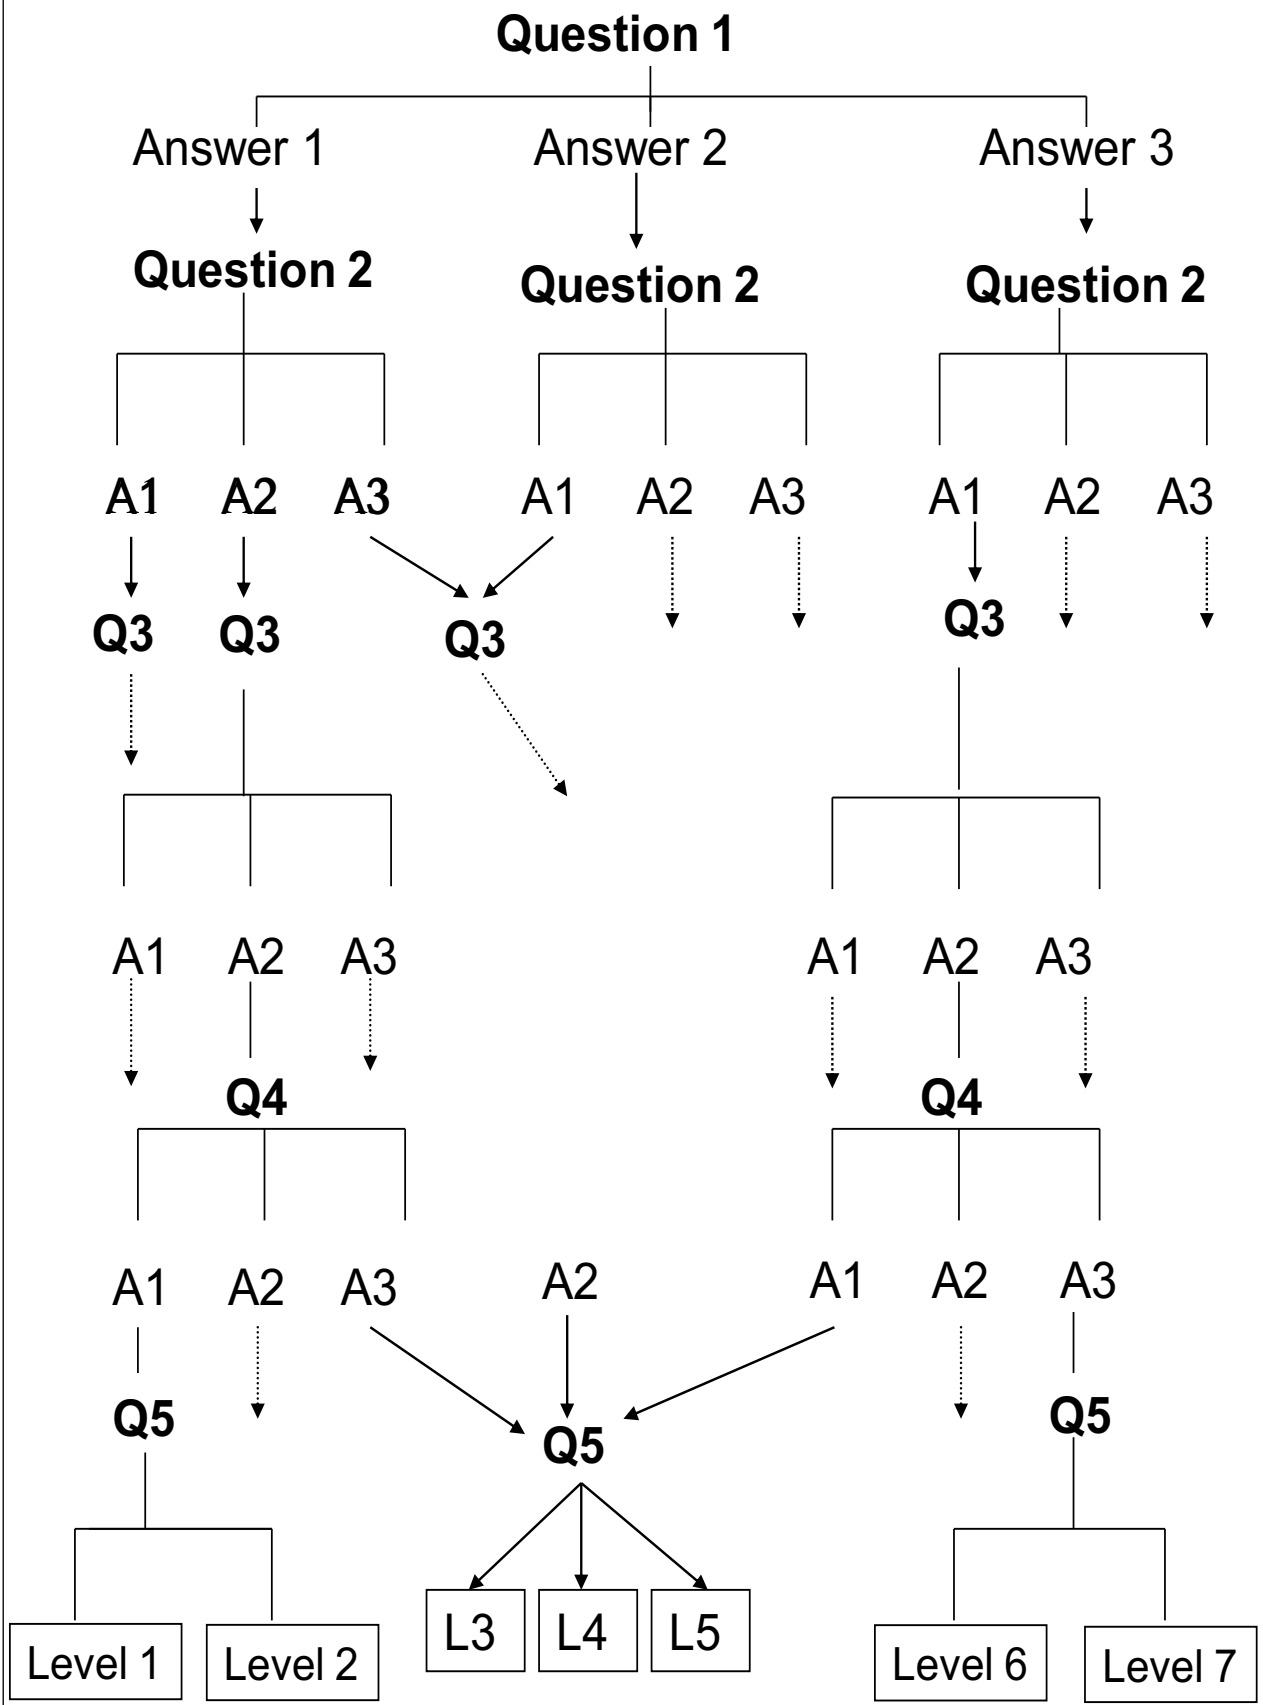 Question 1
Answer 1 Answer 2 Answer 3
Question 2 Question 2 Question 2
A1 A2 A3 A1 A2 A3 A1 A2 A3
Q3 Q3 Q3 Q3
A1 A2 A3 A1 A2 A3
Q4 Q4
A1 A2 A3 A2 A1 A2 A3
Q5 Q5 Q5
Level 1 Level 2 L3 L4 L5 Level 6 Level 7